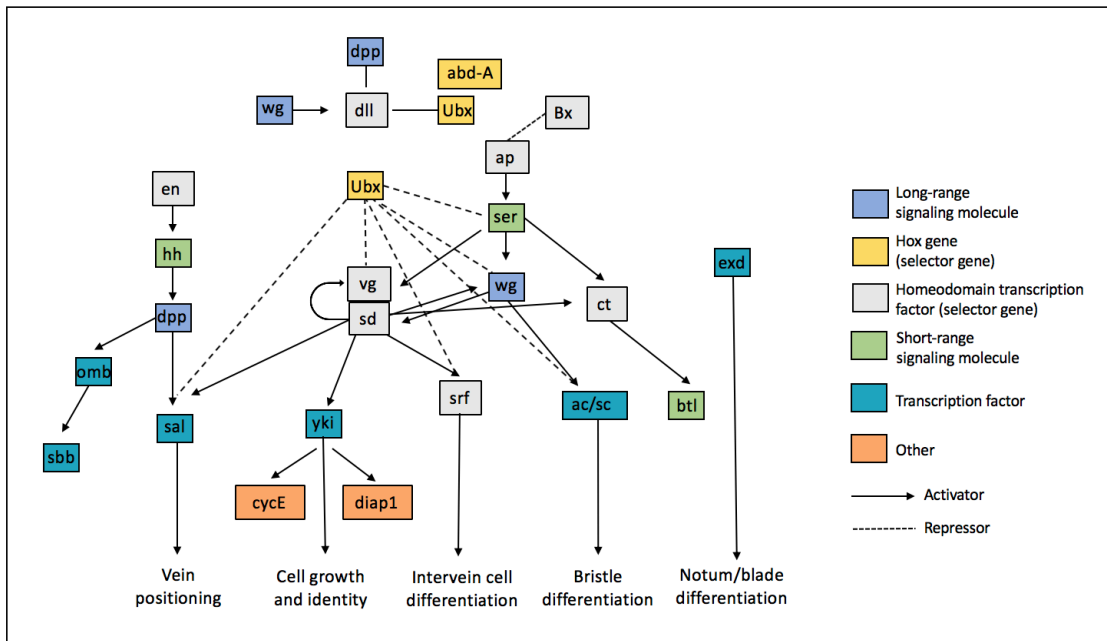 dpp
abd-A
wg
dll
Ubx
Bx
ap
en
Ubx
ser
hh
vg
wg
exd
dpp
sd
ct
omb
srf
ac/sc
btl
sal
yki
sbb
cycE
diap1
Vein
positioning
Cell growth
and identity
Intervein cell
differentiation
Bristle
differentiation
Notum/blade
differentiation
Long-range
signaling molecule
Hox gene
(selector gene)
Homeodomain transcription
factor (selector gene)
Short-range
signaling molecule
Transcription factor
Other
Activator
Repressor